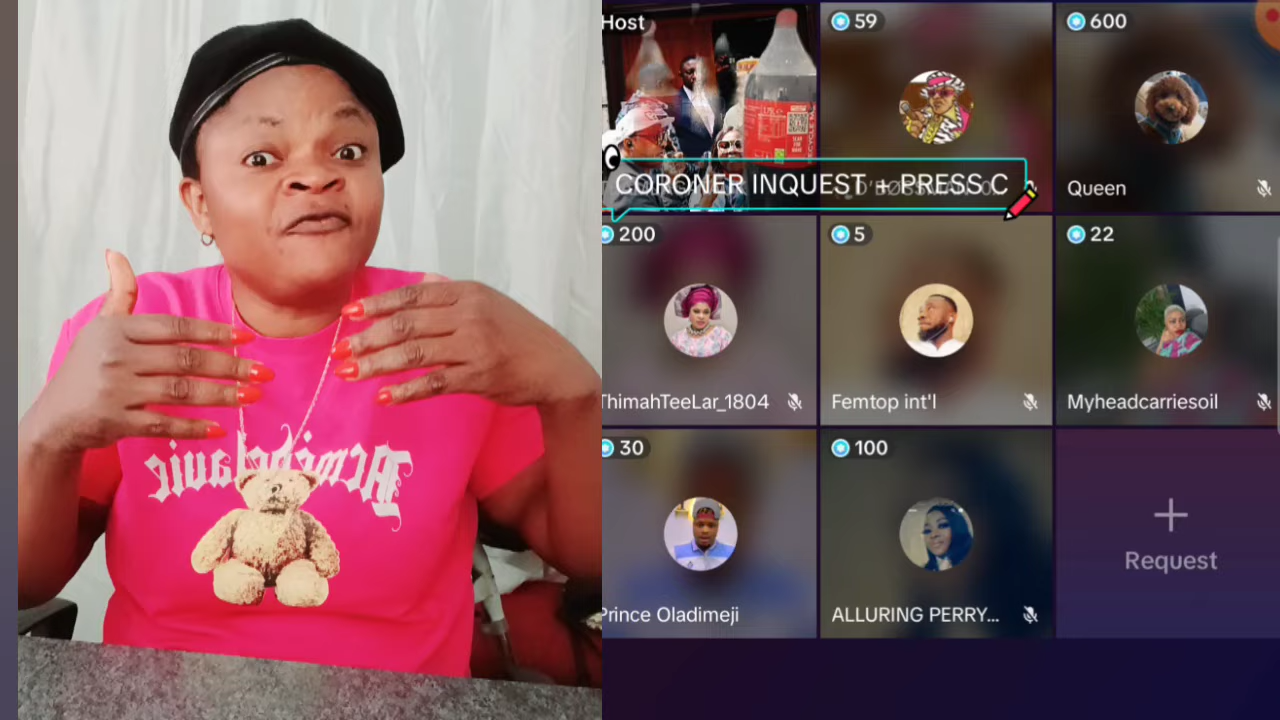 Host
59
600
CORONER INQUEST + PRESS C
Queen
200
5
22
ThimahTeeLar_1804
Femtop int'l
Myheadcarriesoil
30
100
Prince Oladimeji
ALLURING PERRY...
Request